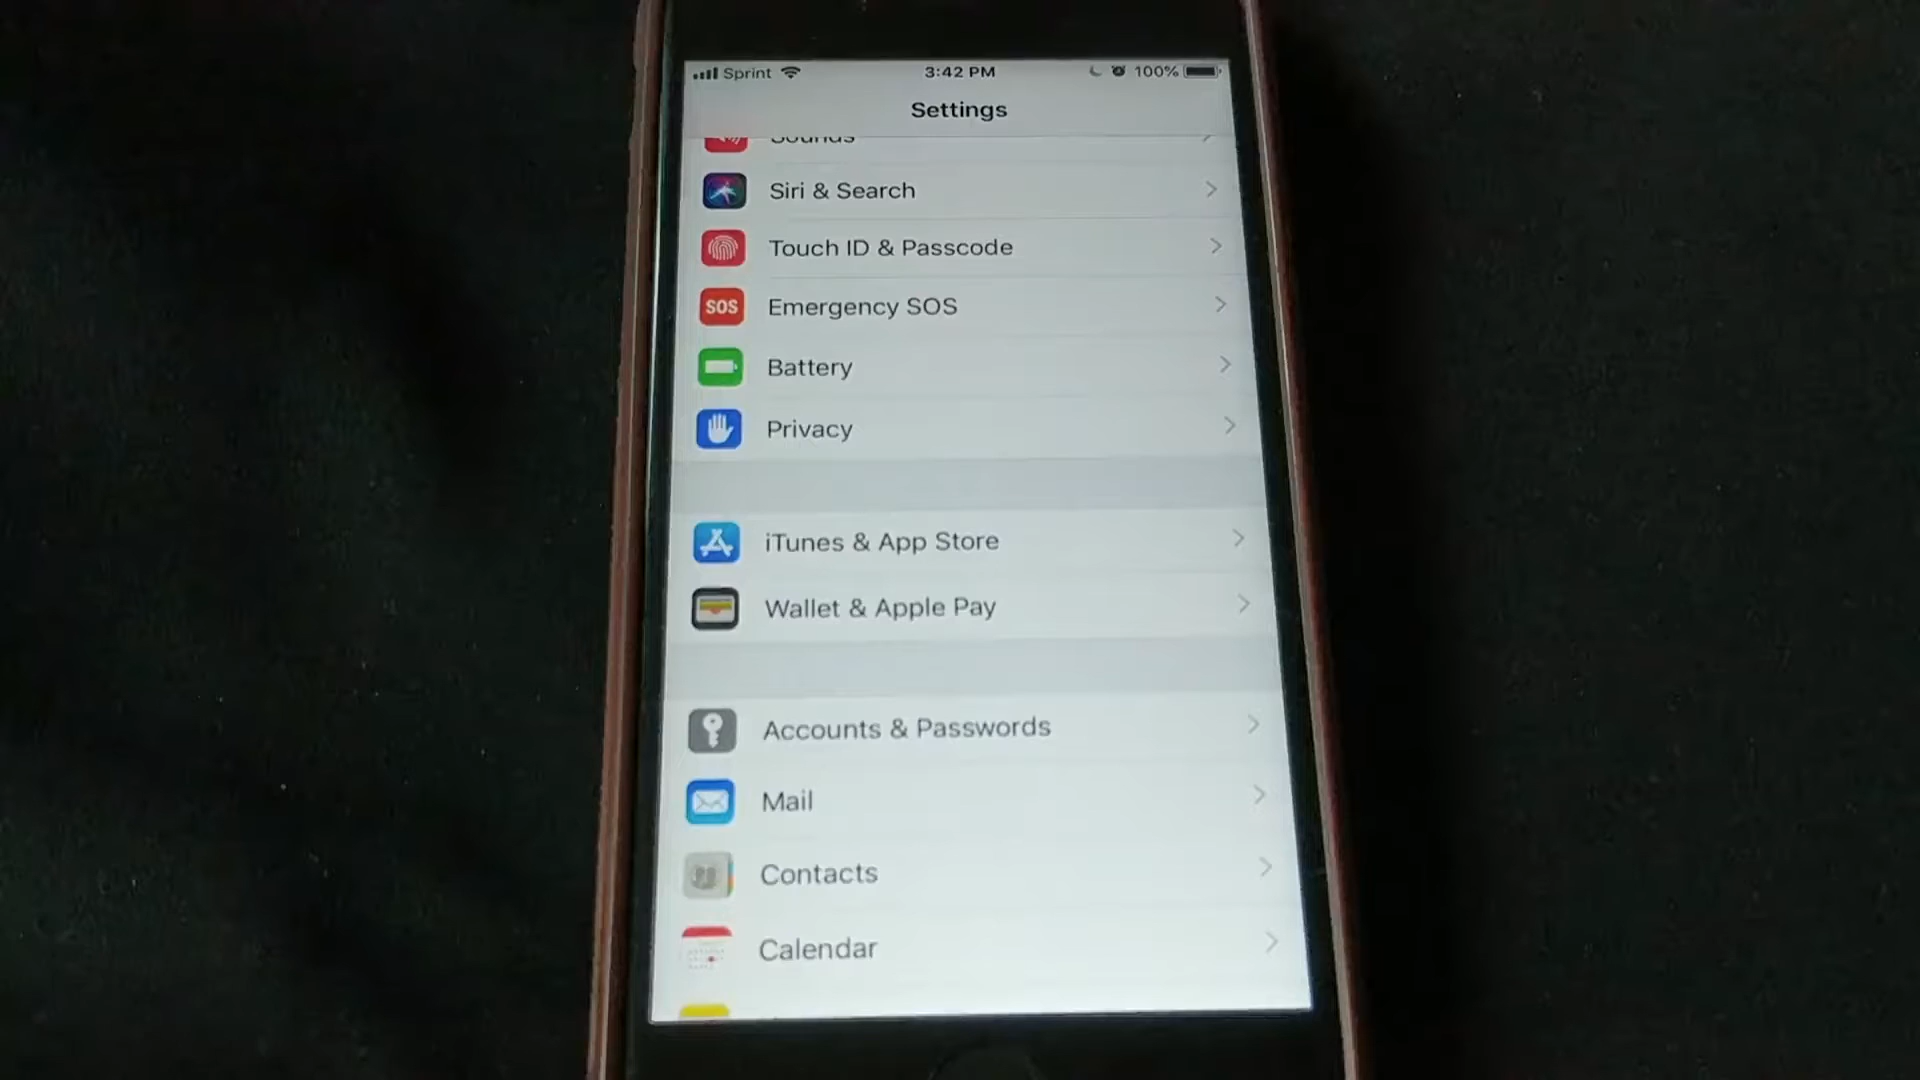 Sprint 3:42 PM 100%
Settings
Sounds
Siri & Search
Touch ID & Passcode
SOS Emergency SOS
Battery
Privacy
iTunes & App Store
Wallet & Apple Pay
Accounts & Passwords
Mail
Contacts
Calendar